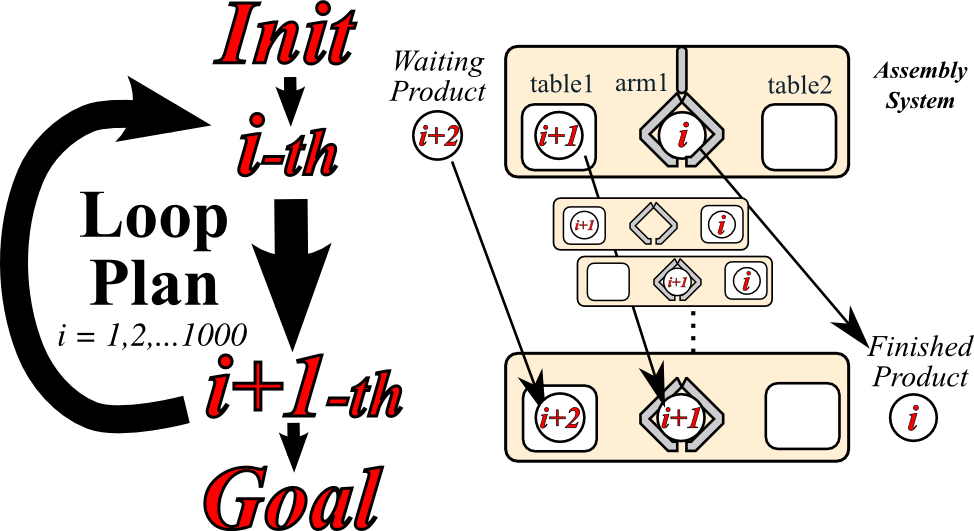 Init
i-th
Loop
Plan
i = 1,2,...1000
i+1-th
Goal
Waiting
Product
i+2
table1
arm1
table2
Assembly
System
i+1
i
i+1
i
i+1
i
i+2
i+1
Finished
Product
i